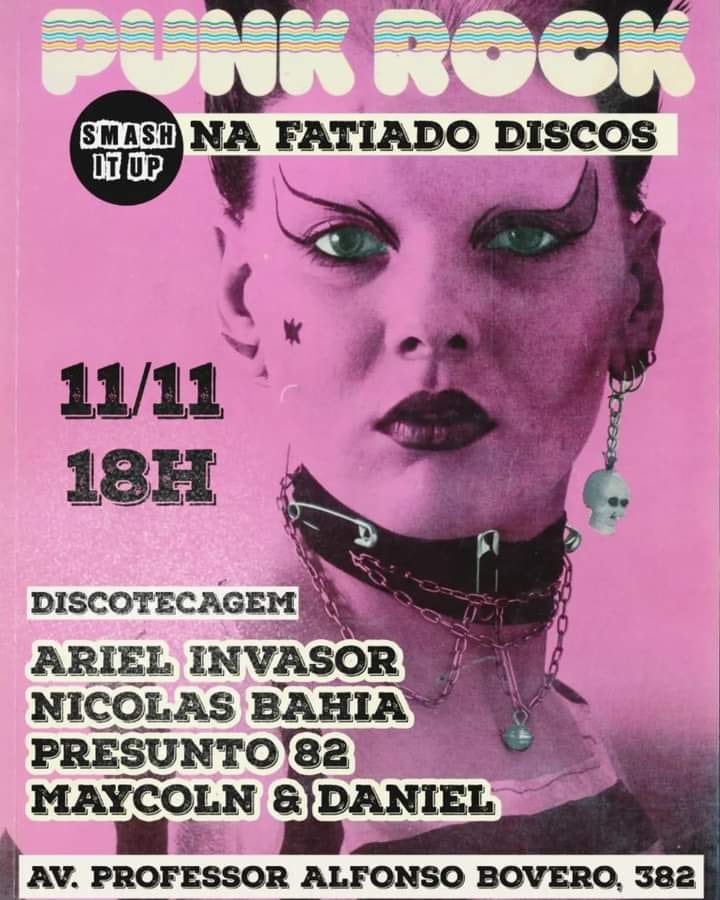 PUNK ROCK
SMASH
IT UP
NA FATIADO DISCOS
11/11
18H
DISCOTECAGEM
ARIEL INVASOR
NICOLAS BAHIA
PRESUNTO 82
MAYCOLN & DANIEL
AV. PROFESSOR ALFONSO BOVERO, 382